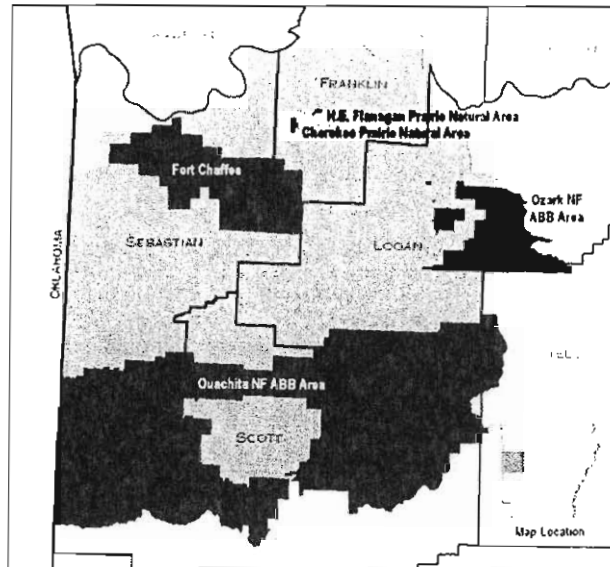 FRANKLIN
H.E. Flanagan Prairie Natural Area
Cherokee Prairie Natural Area
Fort Chaffee
Ozark NF
ABB Area
SEBASTIAN
LOGAN
OKLAHOMA
Ouachita NF ABB Area
SCOTT
Map Location